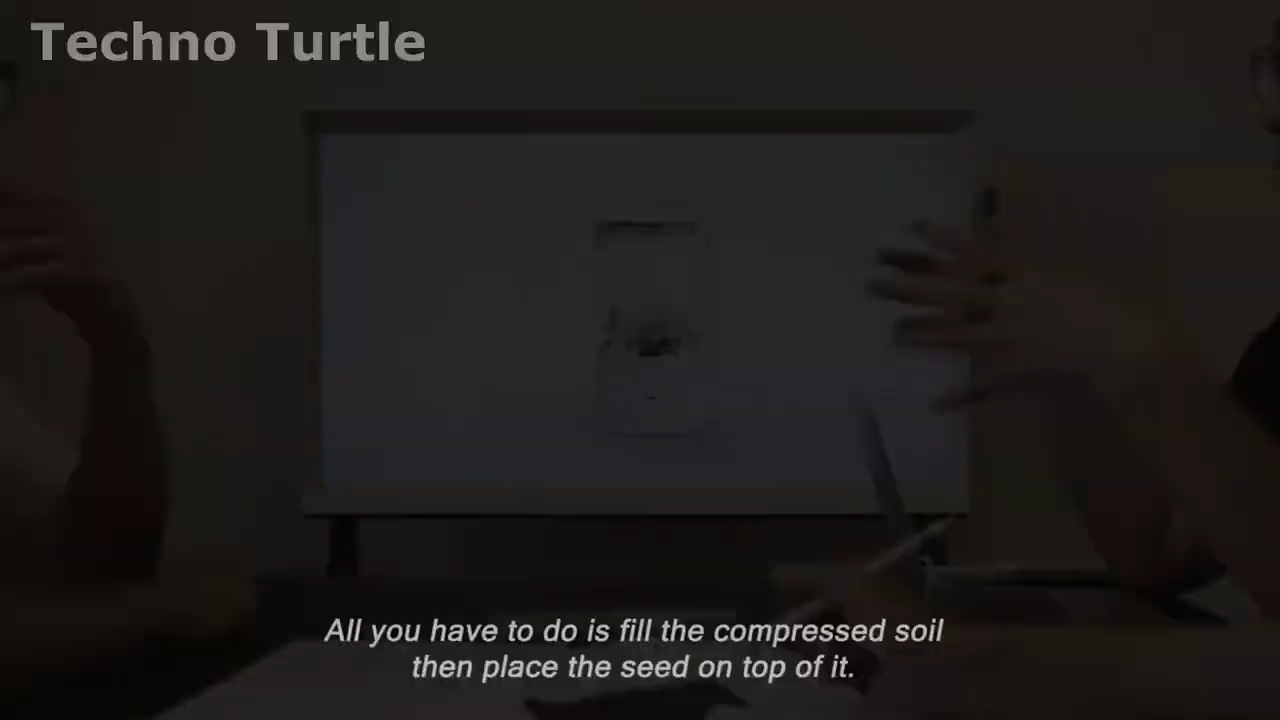 Techno Turtle
All you have to do is fill the compressed soil
then place the seed on top of it.